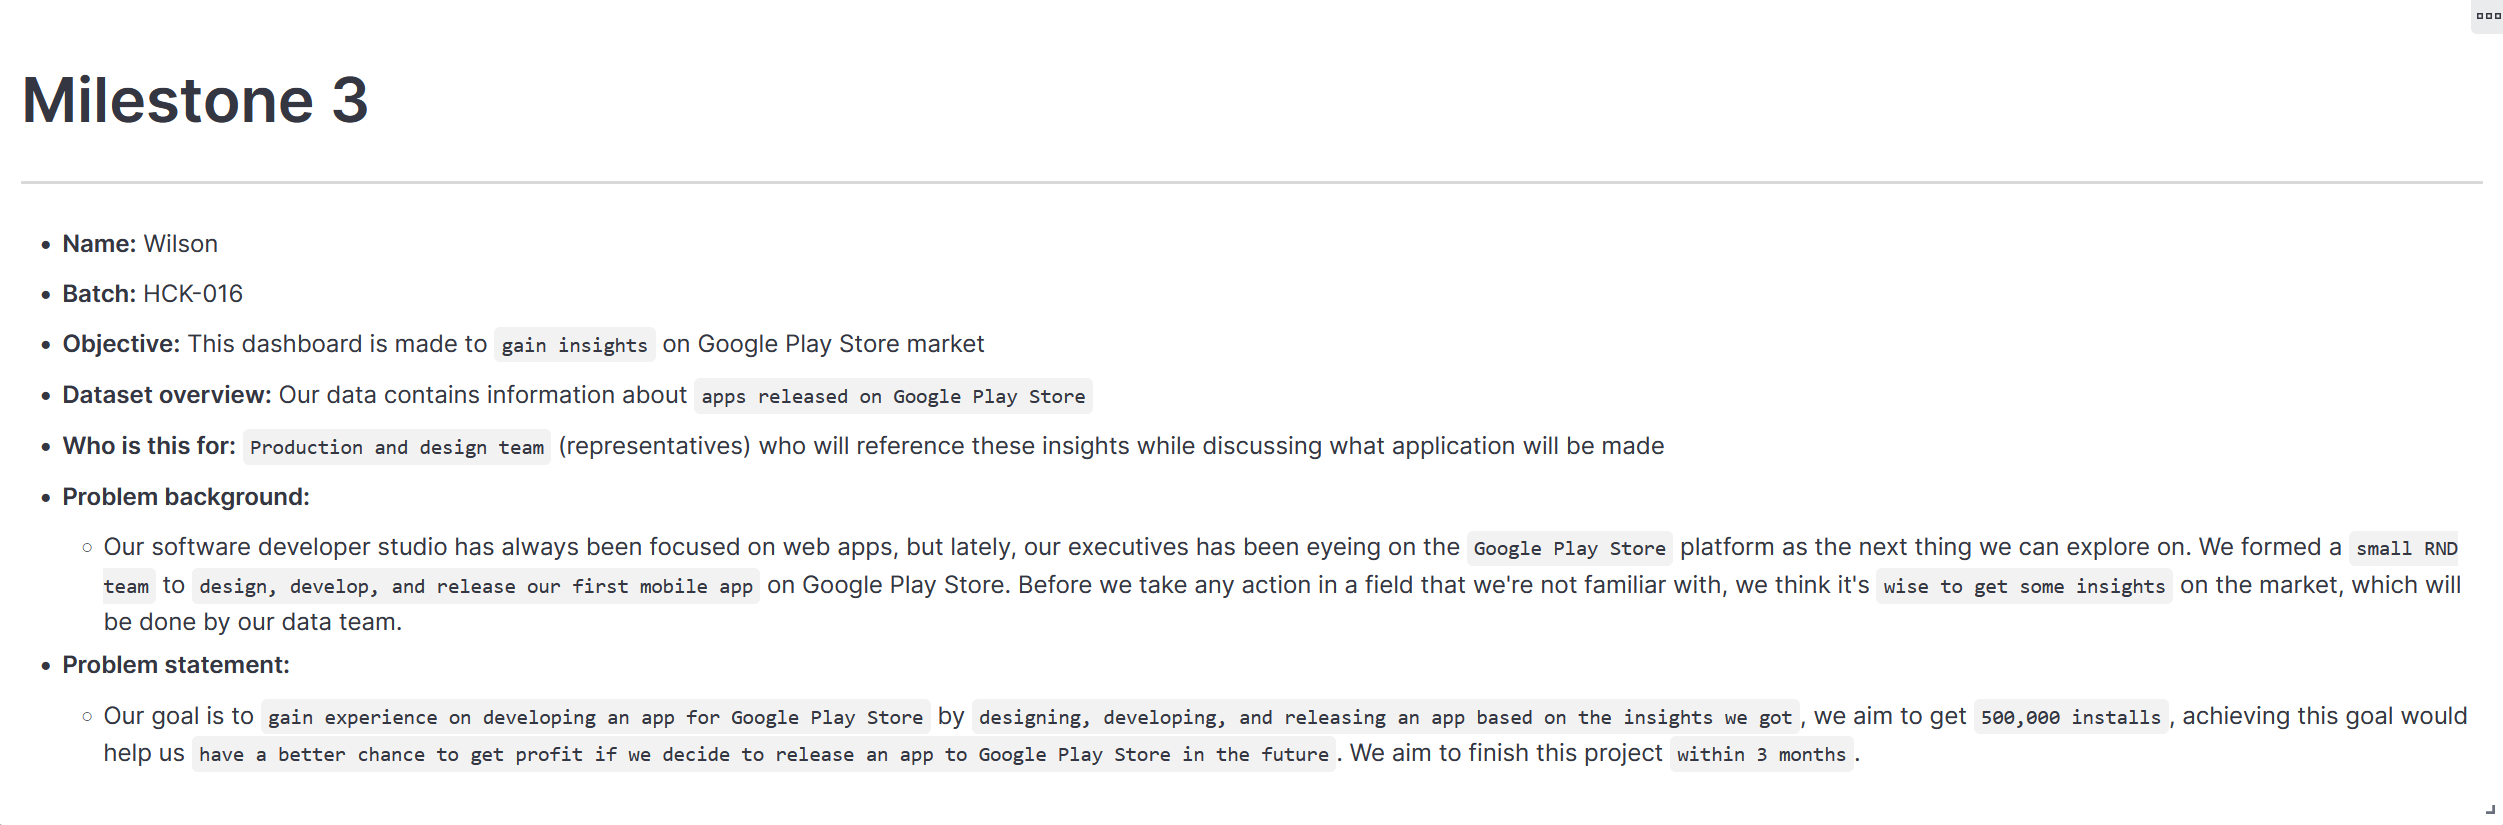 Milestone 3
Name: Wilson
Batch: HCK-016
Objective: This dashboard is made to gain insights on Google Play Store market
Dataset overview: Our data contains information about apps released on Google Play Store
Who is this for: Production and design team (representatives) who will reference these insights while discussing what application will be made
Problem background:
Our software developer studio has always been focused on web apps, but lately, our executives has been eyeing on the Google Play Store platform as the next thing we can explore on. We formed a small RND
team to design, develop, and release our first mobile app on Google Play Store. Before we take any action in a field that we're not familiar with, we think it's wise to get some insights on the market, which will
be done by our data team.
Problem statement:
Our goal is to gain experience on developing an app for Google Play Store by designing, developing, and releasing an app based on the insights we got, we aim to get 500,000 installs, achieving this goal would
help us have a better chance to get profit if we decide to release an app to Google Play Store in the future. We aim to finish this project within 3 months.